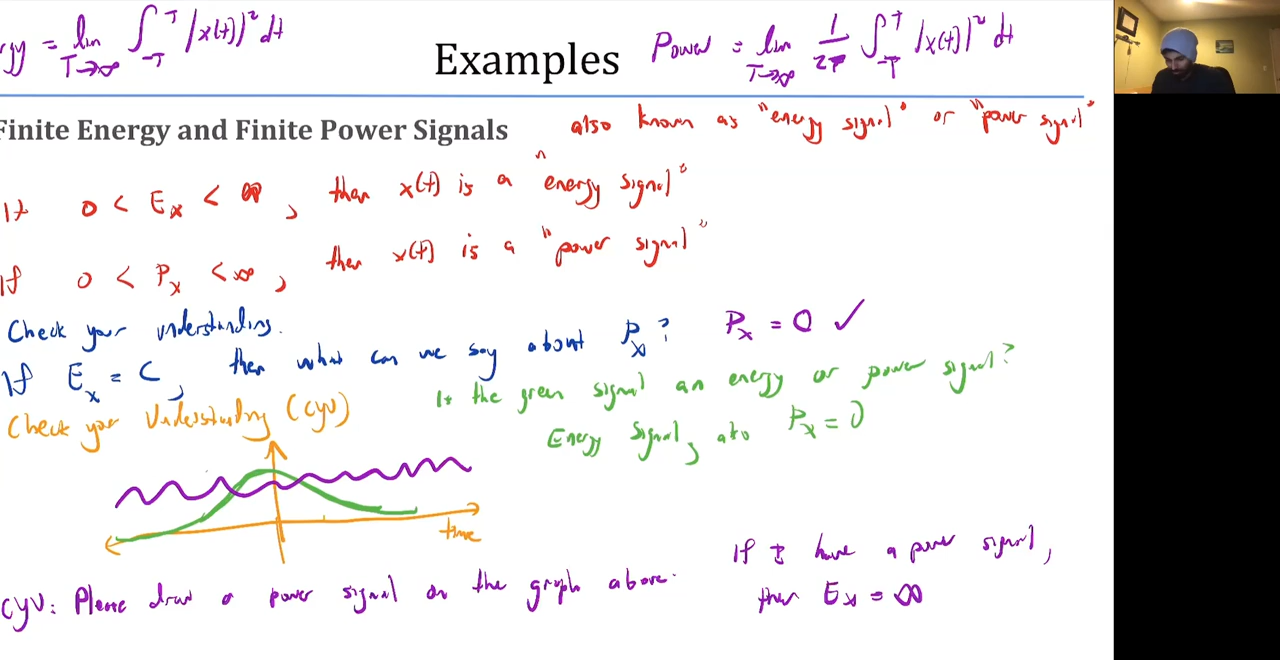 rgy = lim T→∞ ∫_-T^T |x(t)|² dt
Examples
Power = lim T→∞ 1/2T ∫_-T^T |x(t)|² dt
Finite Energy and Finite Power Signals
also known as "energy signal" or "power signal"
If 0 < Ex < ∞, then x(t) is a "energy signal"
If 0 < Px < ∞, then x(t) is a "power signal"
Check your understanding.
If Ex = C, then what can we say about Px? Px = 0 ✓
Check your Understanding (CYU)
Is the green signal an energy or power signal?
Energy Signal, also Px = 0
time
CYU: Please draw a power signal on the graph above.
If I have a power signal,
then Ex = ∞